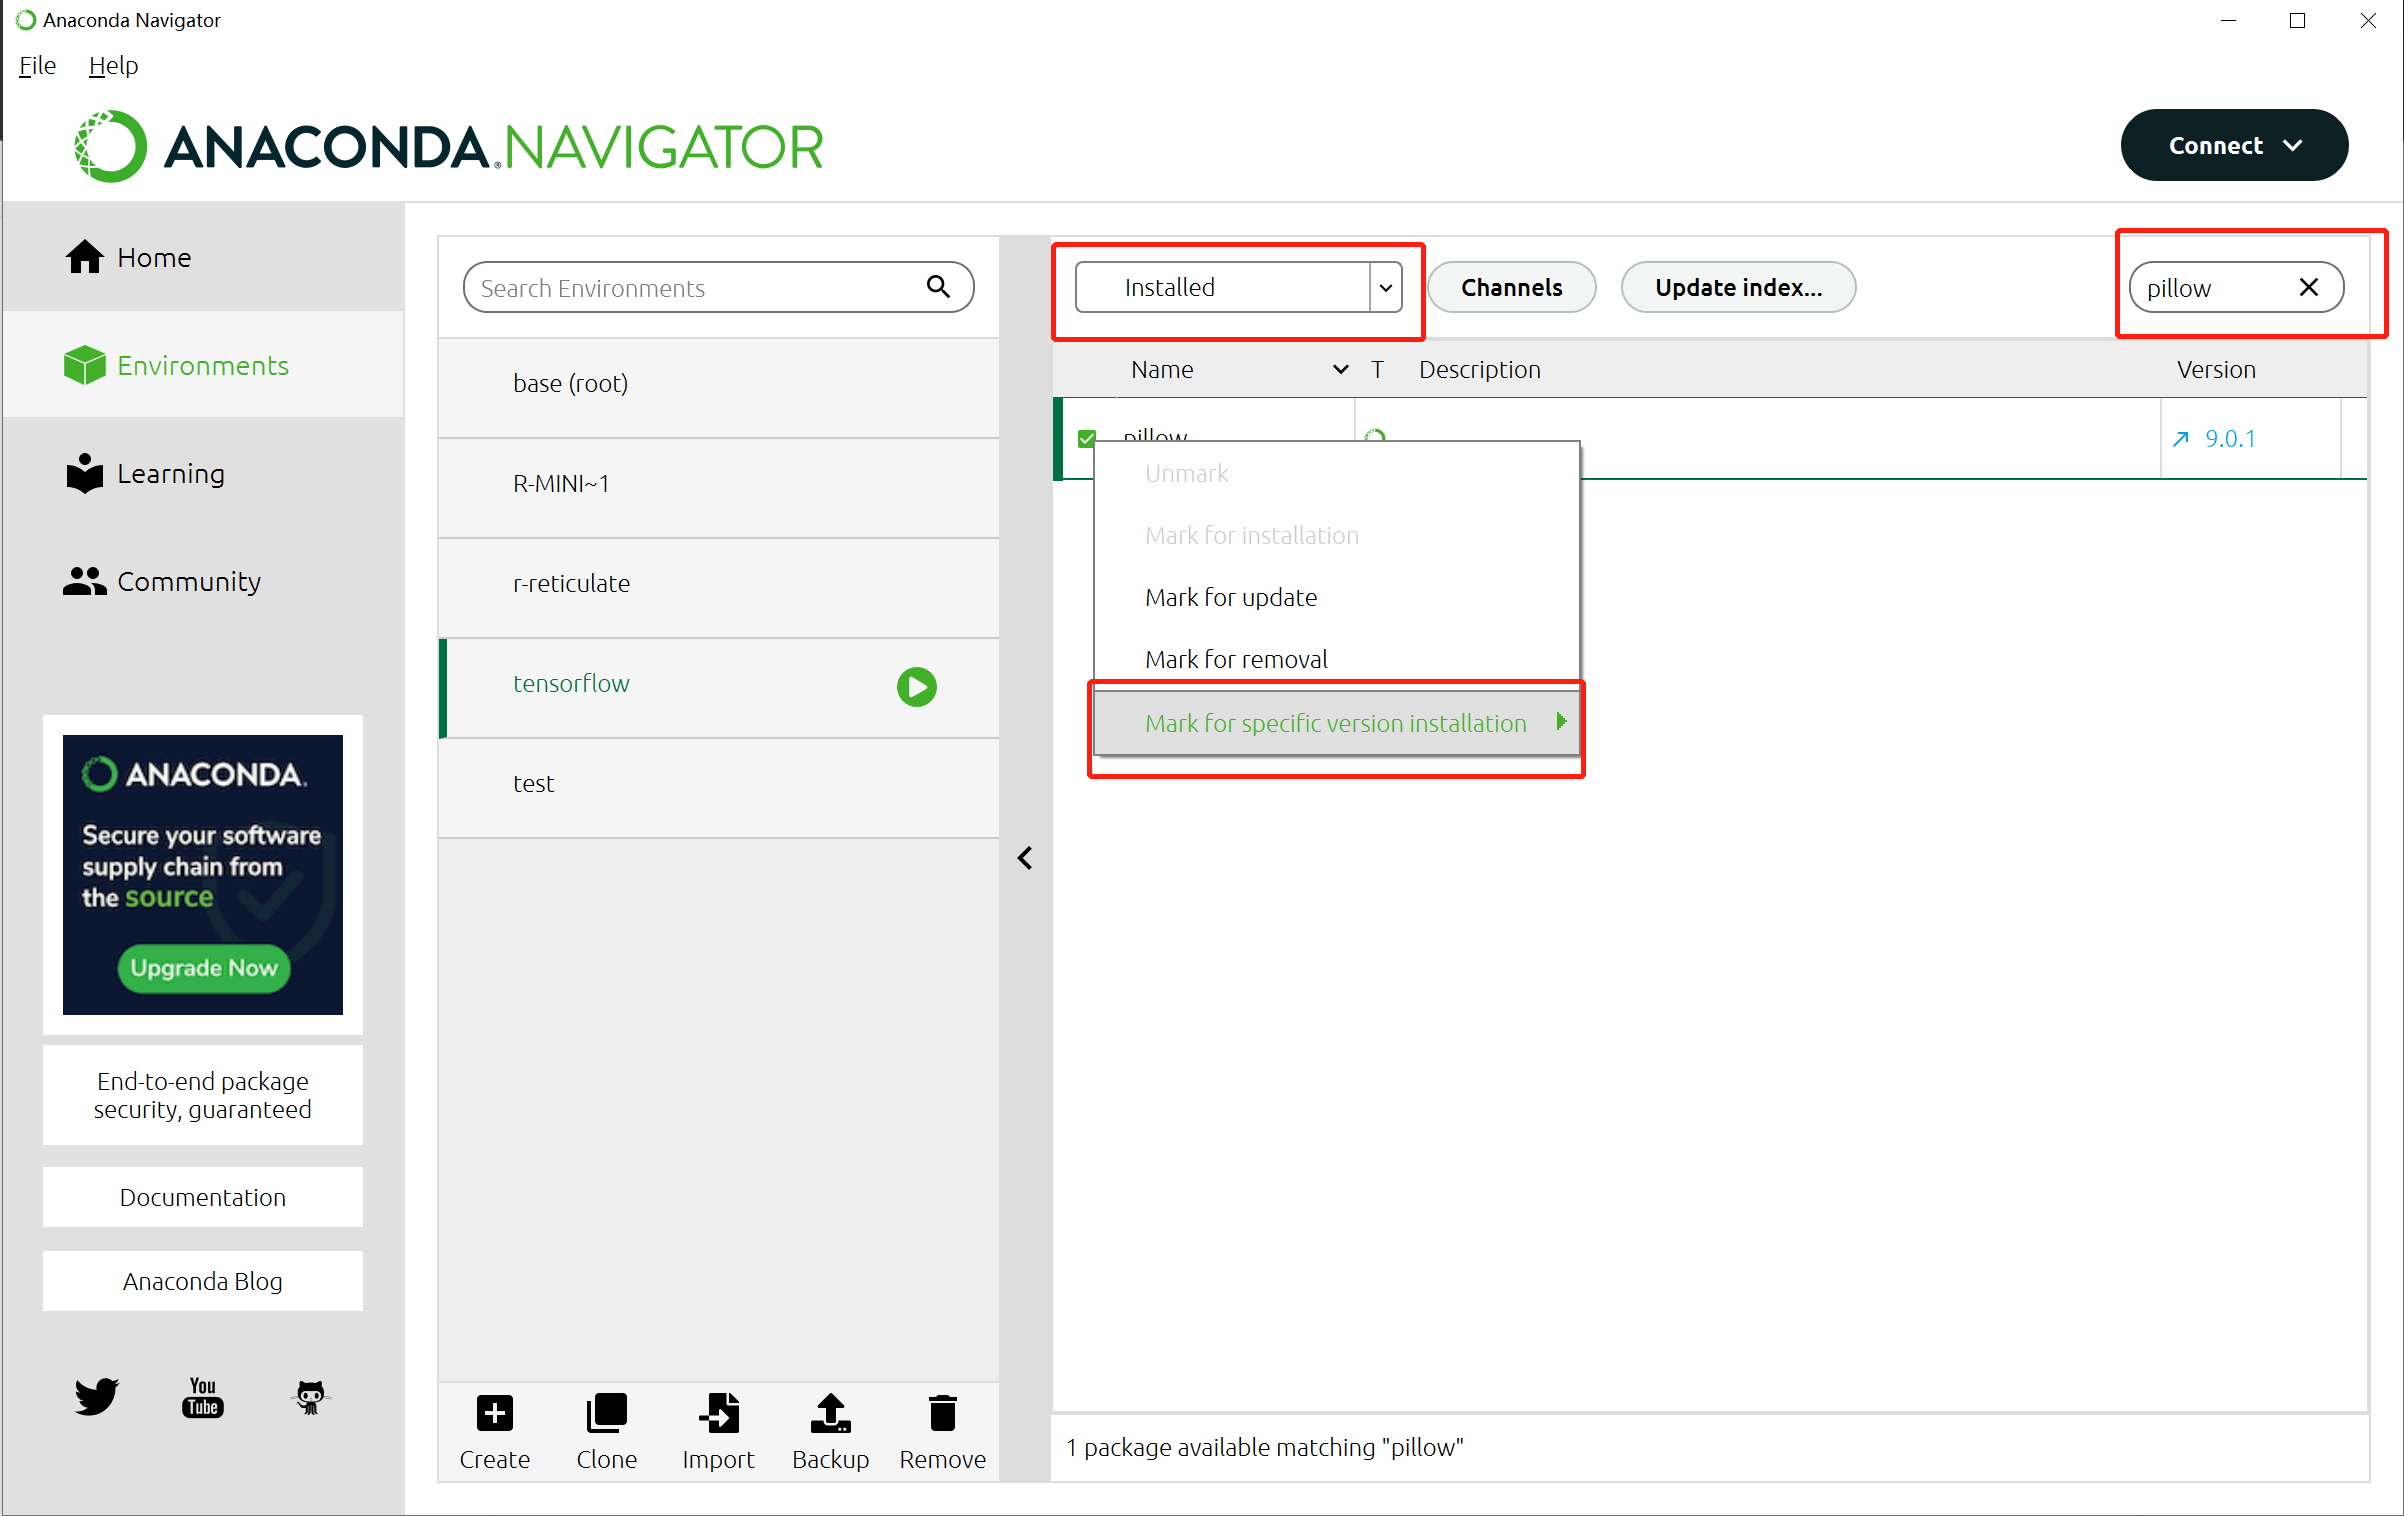 Anaconda Navigator
File Help
ANACONDA.NAVIGATOR
Connect
Home
Environments
Learning
Community
ANACONDA.
Secure your software
supply chain from
the source
Upgrade Now
End-to-end package
security, guaranteed
Documentation
Anaconda Blog
You
Tube
Search Environments
base (root)
R-MINI~1
r-reticulate
tensorflow
test
Create Clone Import Backup Remove
Installed Channels Update index... pillow
Name T Description Version
pillow 9.0.1
Unmark
Mark for installation
Mark for update
Mark for removal
Mark for specific version installation
1 package available matching "pillow"